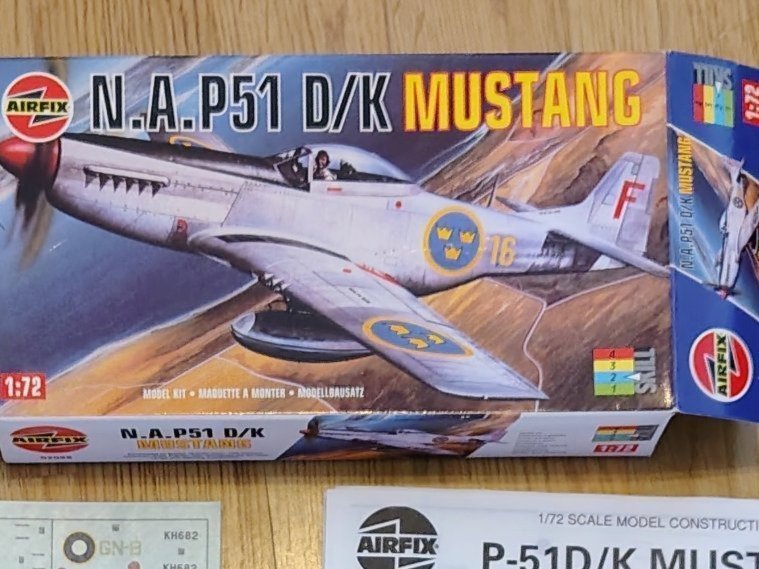 AIRFIX
N.A.P51 D/K MUSTANG
F
16
1:72
MODEL KIT • MAQUETTE A MONTER • MODELLBAUSATZ
4
3
2
1
SKILL
1:72
N.A.P51 D/K MUSTANG
AIRFIX
AIRFIX
N.A.P51 D/K
MUSTANG
1:72
GN-B
KH682
KH682
AIRFIX
1/72 SCALE MODEL CONSTRUCTI
P-51D/K MUST